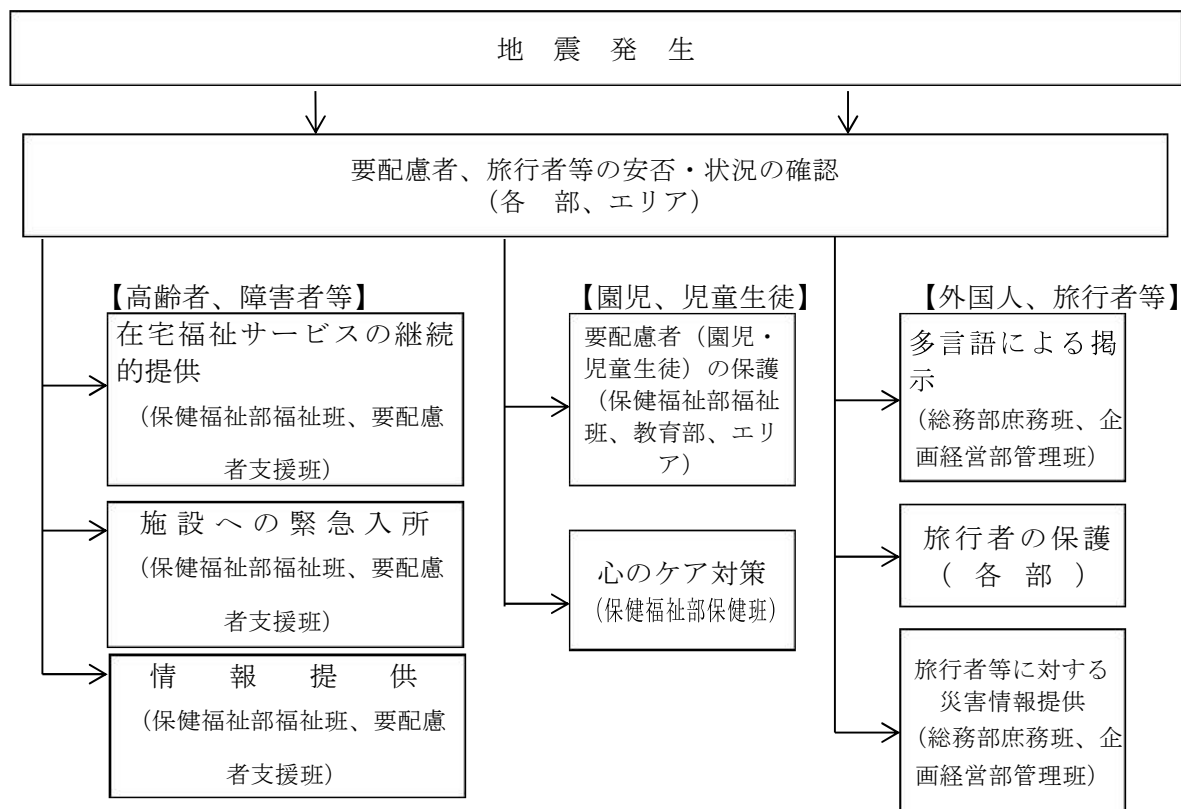 地震発生
要配慮者、旅行者等の安否・状況の確認
（各　部、エリア）
【高齢者、障害者等】
在宅福祉サービスの継続
的提供
（保健福祉部福祉班、要配慮
者支援班）
施設への緊急入所
（保健福祉部福祉班、要配慮
者支援班）
情報提供
（保健福祉部福祉班、要配慮
者支援班）
【園児、児童生徒】
要配慮者（園児・
児童生徒）の保護
（保健福祉部福祉
班、教育部、エリ
ア）
心のケア対策
（保健福祉部保健班）
【外国人、旅行者等】
多言語による掲
示
（総務部庶務班、企
画経営部管理班）
旅行者の保護
（各部）
旅行者等に対する
災害情報提供
（総務部庶務班、企
画経営部管理班）